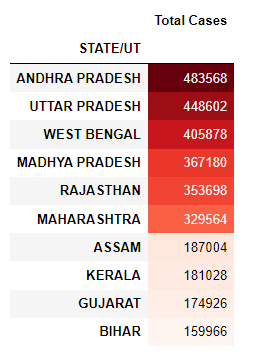 Total Cases
STATE/UT
ANDHRA PRADESH 483568
UTTAR PRADESH 448602
WEST BENGAL 405878
MADHYA PRADESH 367180
RAJASTHAN 353698
MAHARASHTRA 329564
ASSAM 187004
KERALA 181028
GUJARAT 174926
BIHAR 159966